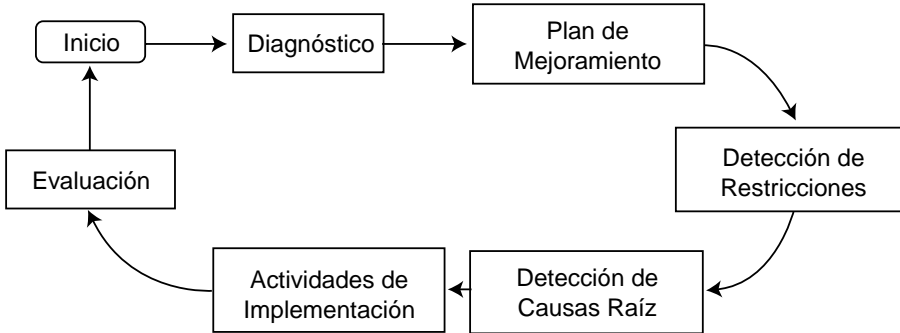 Inicio
Diagnóstico
Plan de
Mejoramiento
Detección de
Restricciones
Detección de
Causas Raíz
Actividades de
Implementación
Evaluación